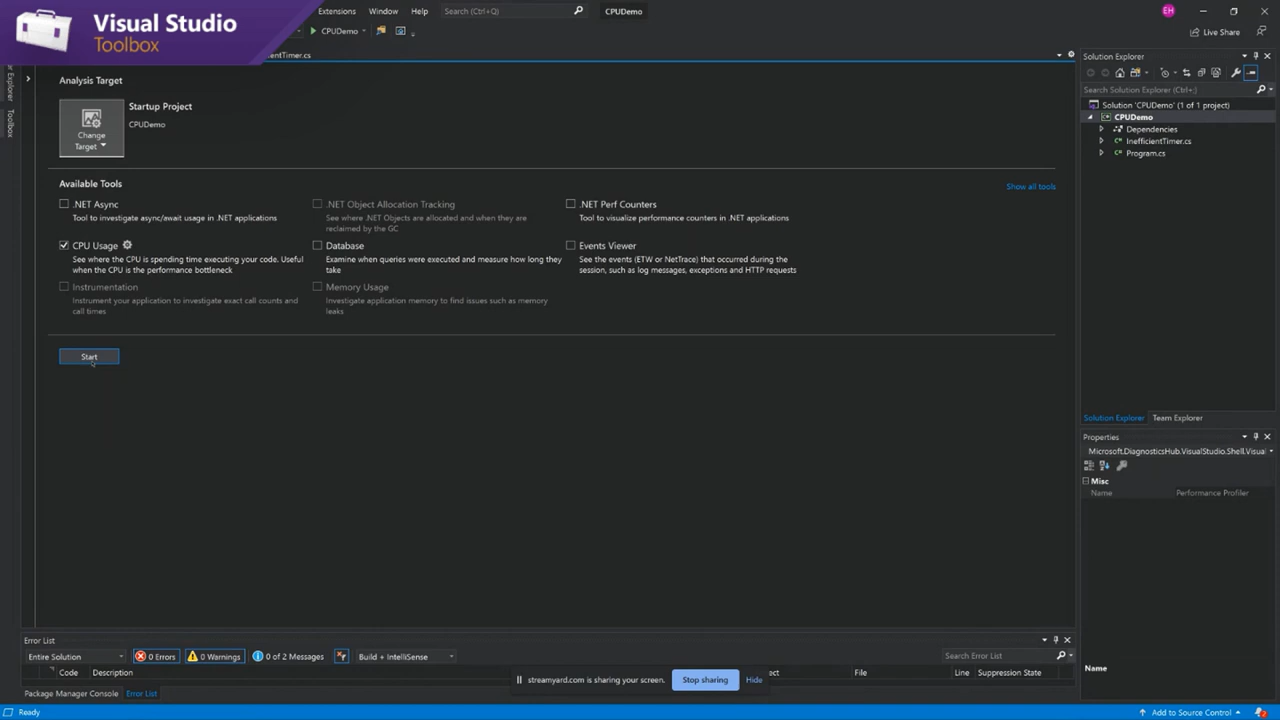 Visual Studio
Toolbox
Extensions Window Help Search (Ctrl+Q) CPUDemo EH
CPUDemo Live Share
Toolbox
Analysis Target
Change
Target
Startup Project
CPUDemo
Available Tools
Show all tools
.NET Async
Tool to investigate async/await usage in .NET applications
.NET Object Allocation Tracking
See where .NET Objects are allocated and when they are
reclaimed by the GC
.NET Perf Counters
Tool to visualize performance counters in .NET applications
CPU Usage
See where the CPU is spending time executing your code. Useful
when the CPU is the performance bottleneck
Database
Examine when queries were executed and measure how long they
take
Events Viewer
See the events (ETW or NetTrace) that occurred during the
session, such as log messages, exceptions and HTTP requests
Instrumentation
Instrument your application to investigate exact call counts and
call times
Memory Usage
Investigate application memory to find issues such as memory
leaks
Start
Solution Explorer
Search Solution Explorer (Ctrl+;)
Solution 'CPUDemo' (1 of 1 project)
CPUDemo
Dependencies
InefficientTimer.cs
Program.cs
Solution Explorer Team Explorer
Properties
Microsoft.DiagnosticsHub.VisualStudio.Shell.Visual
Misc
Name Performance Profiler
Name
Error List
Entire Solution 0 Errors 0 Warnings 0 of 2 Messages Build + IntelliSense Search Error List
Code Description File Line Suppression State
streamyard.com is sharing your screen. Stop sharing Hide
Package Manager Console Error List
Ready Add to Source Control 2